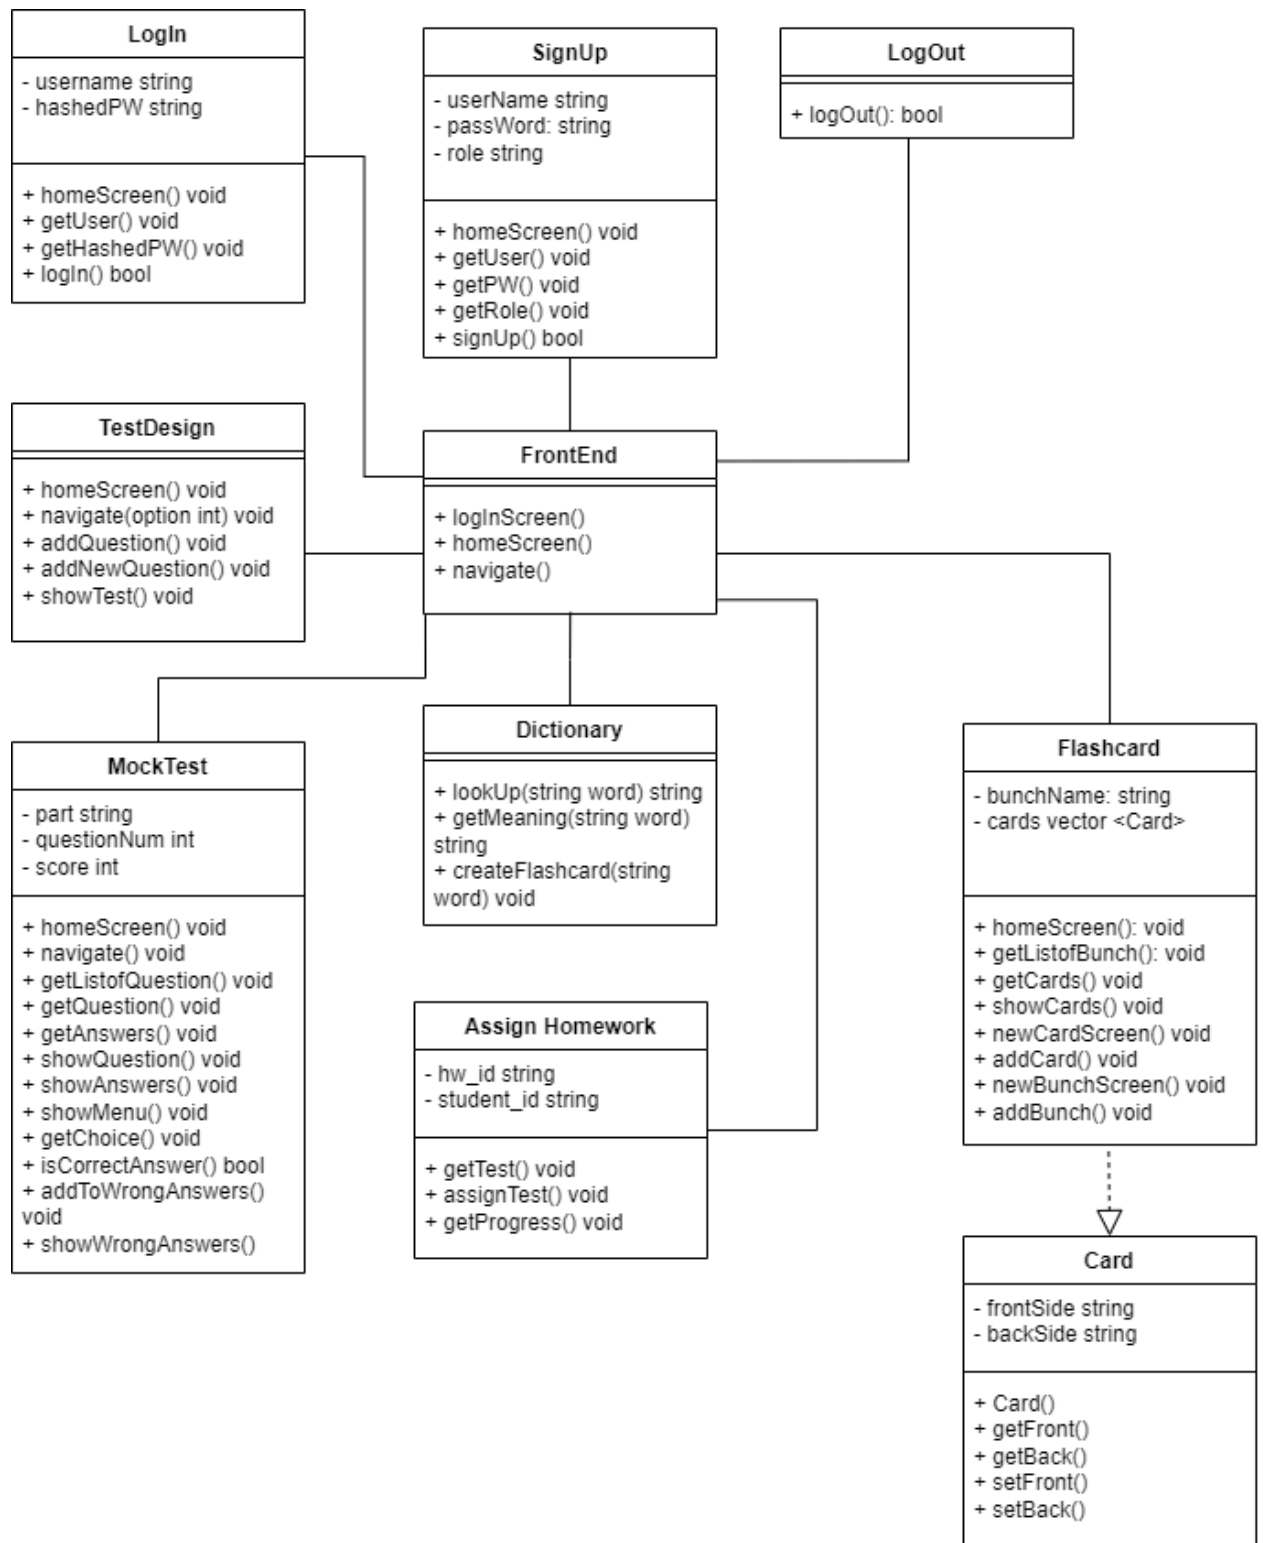 LogIn
- username string
- hashedPW string
+ homeScreen() void
+ getUser() void
+ getHashedPW() void
+ logIn() bool
SignUp
- userName string
- passWord: string
- role string
+ homeScreen() void
+ getUser() void
+ getPW() void
+ getRole() void
+ signUp() bool
LogOut
+ logOut(): bool
TestDesign
+ homeScreen() void
+ navigate(option int) void
+ addQuestion() void
+ addNewQuestion() void
+ showTest() void
FrontEnd
+ logInScreen()
+ homeScreen()
+ navigate()
MockTest
- part string
- questionNum int
- score int
+ homeScreen() void
+ navigate() void
+ getListofQuestion() void
+ getQuestion() void
+ getAnswers() void
+ showQuestion() void
+ showAnswers() void
+ showMenu() void
+ getChoice() void
+ isCorrectAnswer() bool
+ addToWrongAnswers()
void
+ showWrongAnswers()
Dictionary
+ lookUp(string word) string
+ getMeaning(string word)
string
+ createFlashcard(string
word) void
Assign Homework
- hw_id string
- student_id string
+ getTest() void
+ assignTest() void
+ getProgress() void
Flashcard
- bunchName: string
- cards vector <Card>
+ homeScreen(): void
+ getListofBunch(): void
+ getCards() void
+ showCards() void
+ newCardScreen() void
+ addCard() void
+ newBunchScreen() void
+ addBunch() void
Card
- frontSide string
- backSide string
+ Card()
+ getFront()
+ getBack()
+ setFront()
+ setBack()